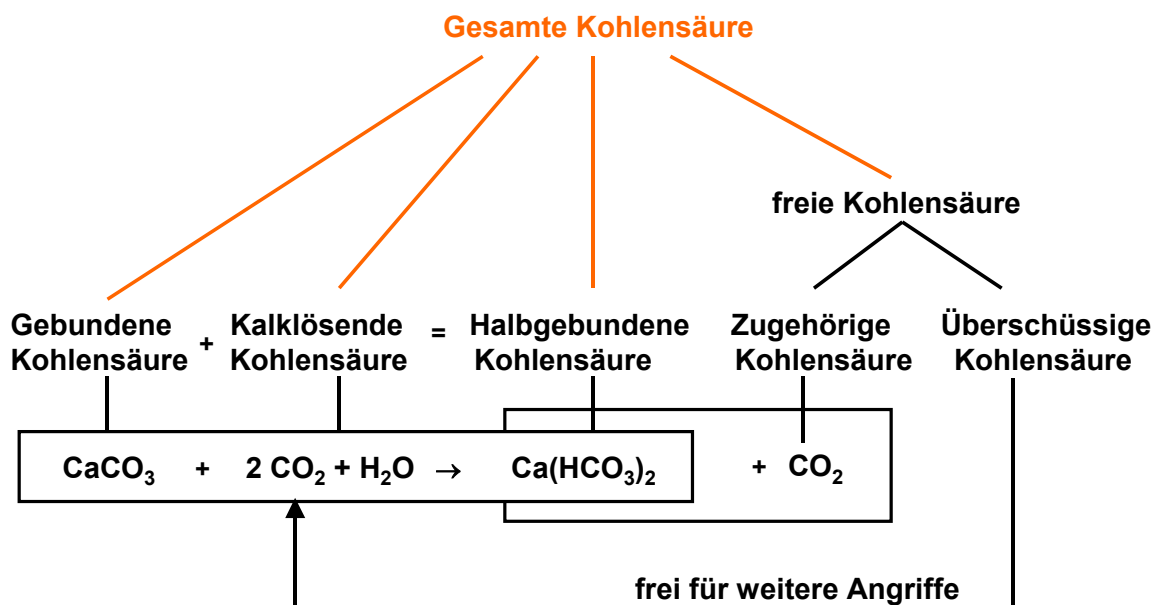 Gesamte Kohlensäure
freie Kohlensäure
Gebundene Kohlensäure + Kalklösende Kohlensäure = Halbgebundene Kohlensäure
Zugehörige Kohlensäure
Überschüssige Kohlensäure
CaCO₃ + 2 CO₂ + H₂O → Ca(HCO₃)₂ + CO₂
frei für weitere Angriffe